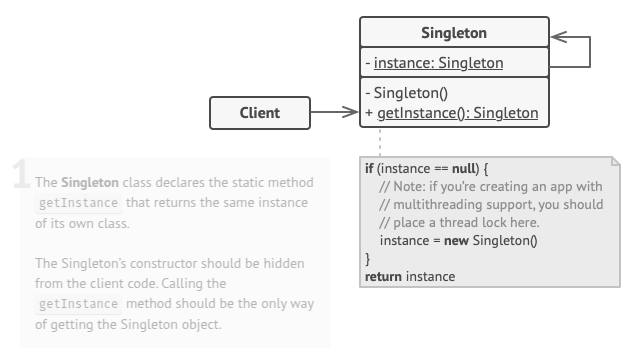 Singleton
- instance: Singleton
- Singleton()
+ getInstance(): Singleton
Client
1
The Singleton class declares the static method
getInstance that returns the same instance
of its own class.
The Singleton's constructor should be hidden
from the client code. Calling the
getInstance method should be the only way
of getting the Singleton object.
if (instance == null) {
// Note: if you're creating an app with
// multithreading support, you should
// place a thread lock here.
instance = new Singleton()
}
return instance